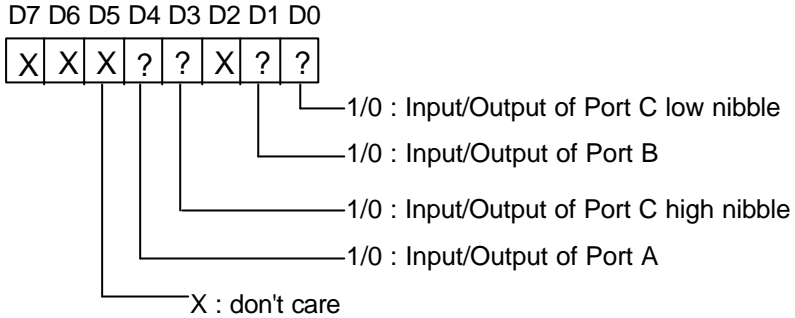 D7 D6 D5 D4 D3 D2 D1 D0
X X X ? ? X ? ?
1/0 : Input/Output of Port C low nibble
1/0 : Input/Output of Port B
1/0 : Input/Output of Port C high nibble
1/0 : Input/Output of Port A
X : don't care